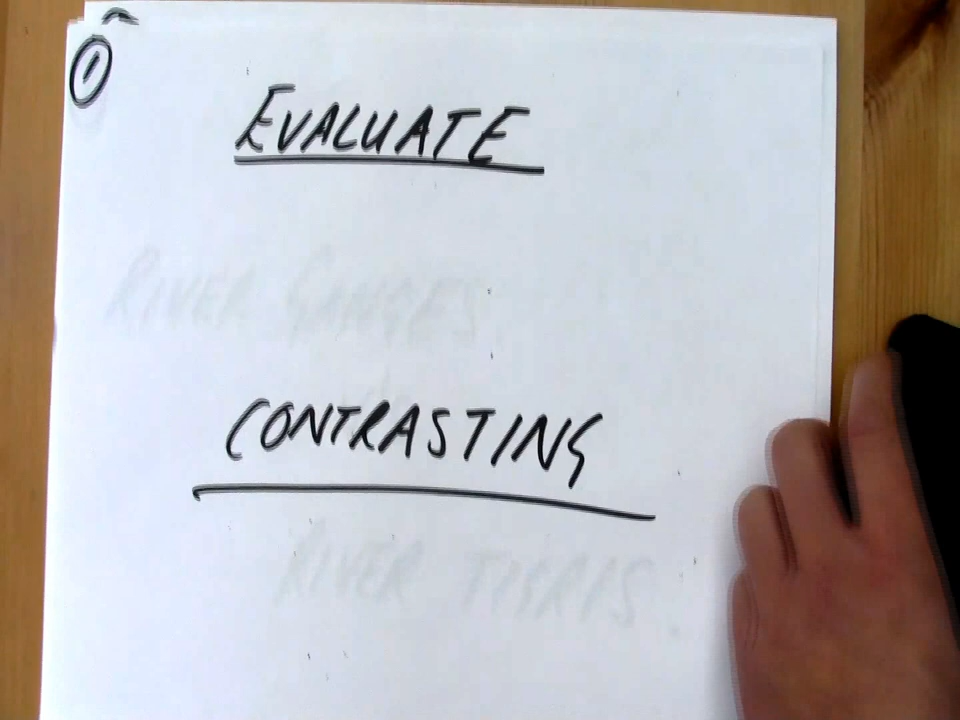 1
EVALUATE
RIVER GANGES
CONTRASTING
RIVER TIGRIS.